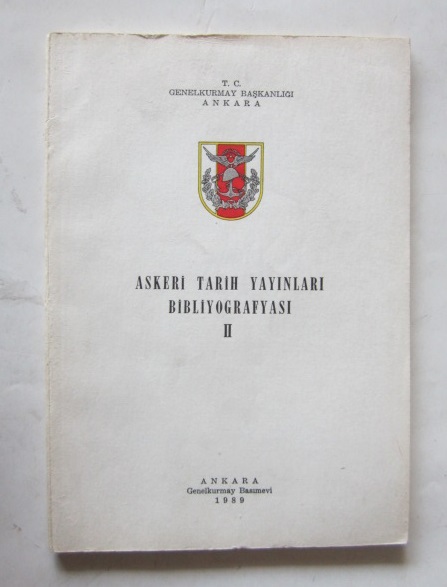 T. C.
GENELKURMAY BAŞKANLIĞI
ANKARA
ASKERİ TARİH YAYINLARI
BİBLİYOGRAFYASI
II
ANKARA
Genelkurmay Basımevi
1989